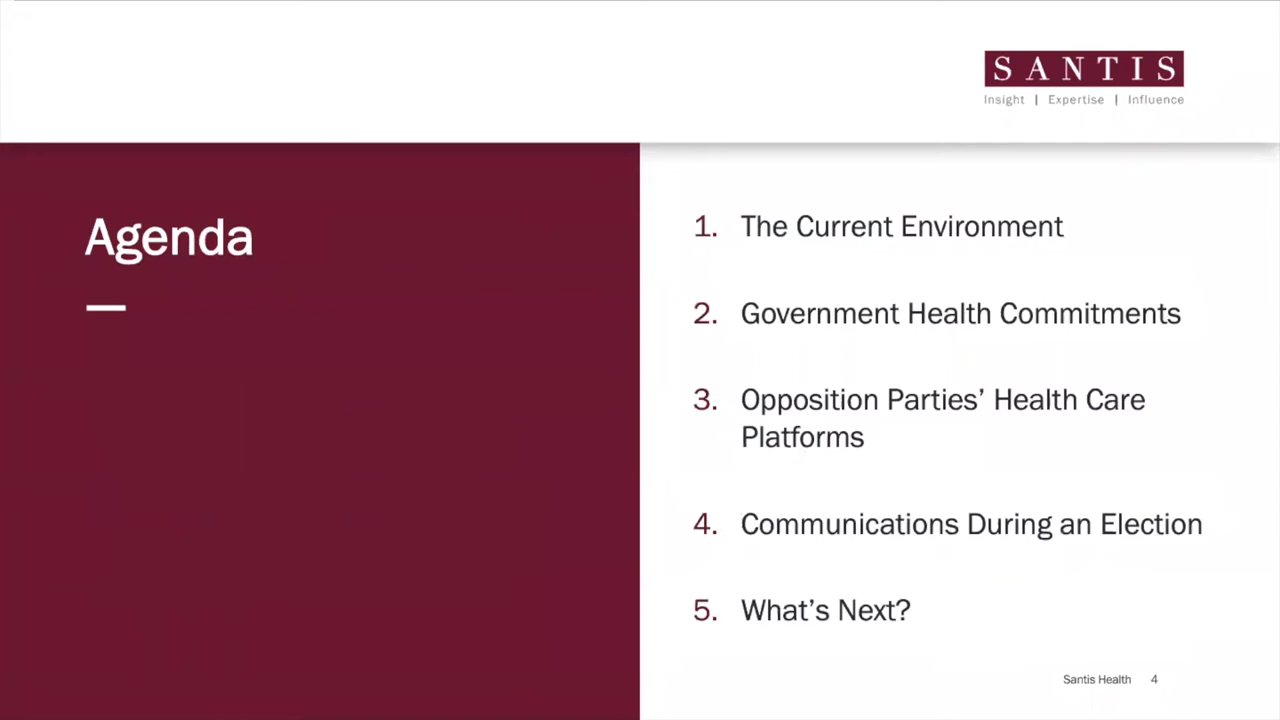 SANTIS
Insight | Expertise | Influence
Agenda
1. The Current Environment
2. Government Health Commitments
3. Opposition Parties’ Health Care
Platforms
4. Communications During an Election
5. What’s Next?
Santis Health 4